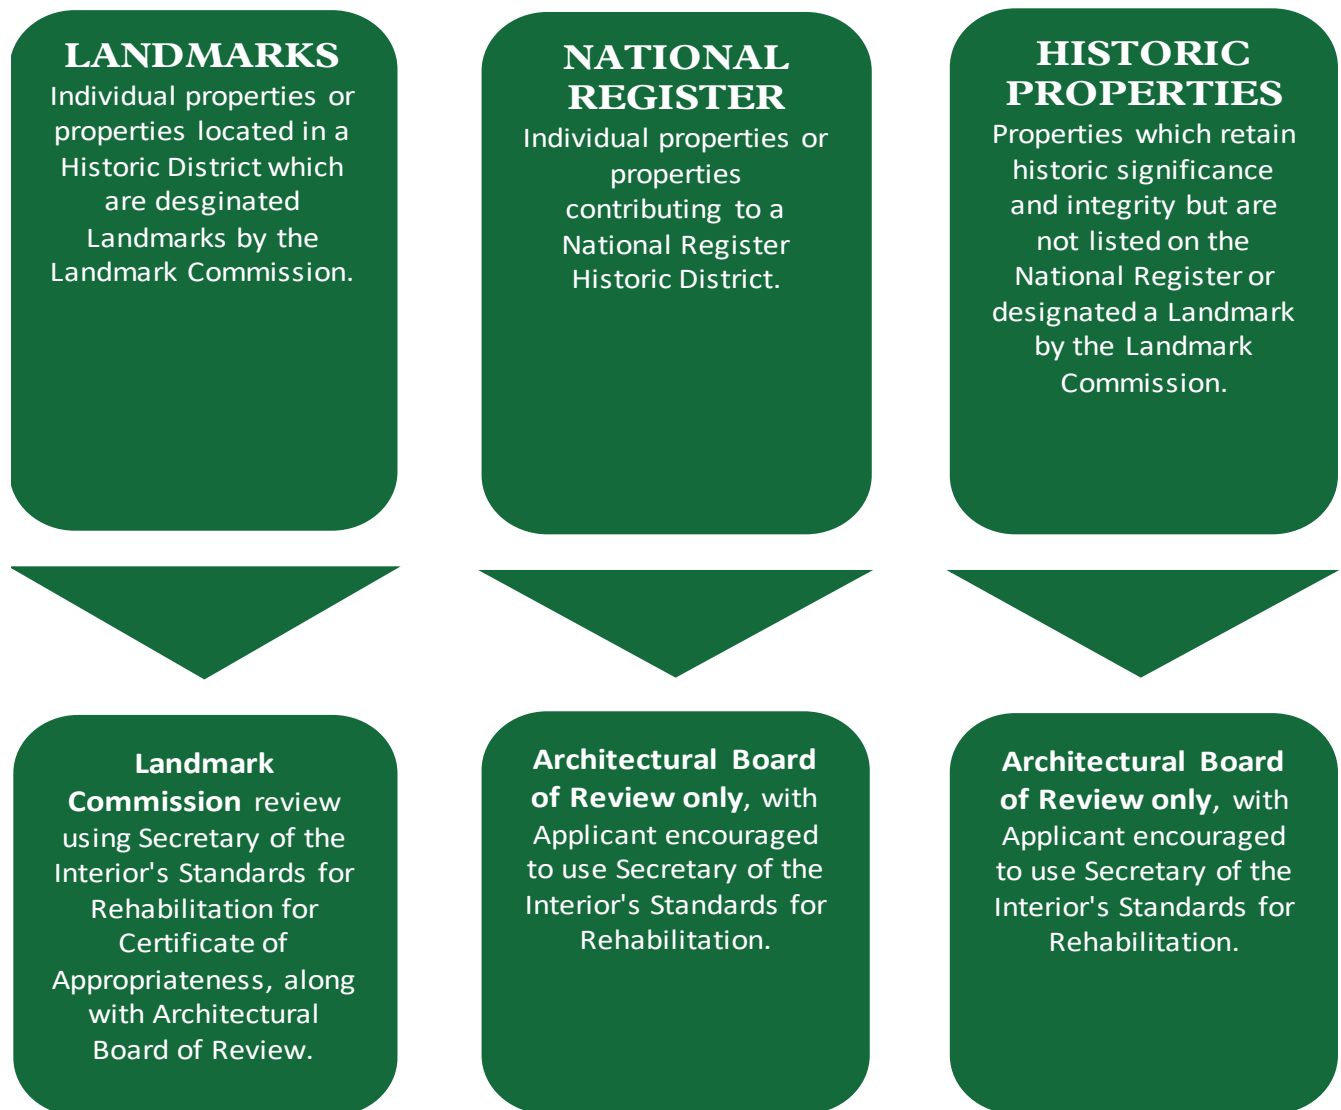 LANDMARKS
Individual properties or
properties located in a
Historic District which
are desginated
Landmarks by the
Landmark Commission.
NATIONAL
REGISTER
Individual properties or
properties
contributing to a
National Register
Historic District.
HISTORIC
PROPERTIES
Properties which retain
historic significance
and integrity but are
not listed on the
National Register or
designated a Landmark
by the Landmark
Commission.
Landmark
Commission review
using Secretary of the
Interior's Standards for
Rehabilitation for
Certificate of
Appropriateness, along
with Architectural
Board of Review.
Architectural Board
of Review only, with
Applicant encouraged
to use Secretary of the
Interior's Standards for
Rehabilitation.
Architectural Board
of Review only, with
Applicant encouraged
to use Secretary of the
Interior's Standards for
Rehabilitation.